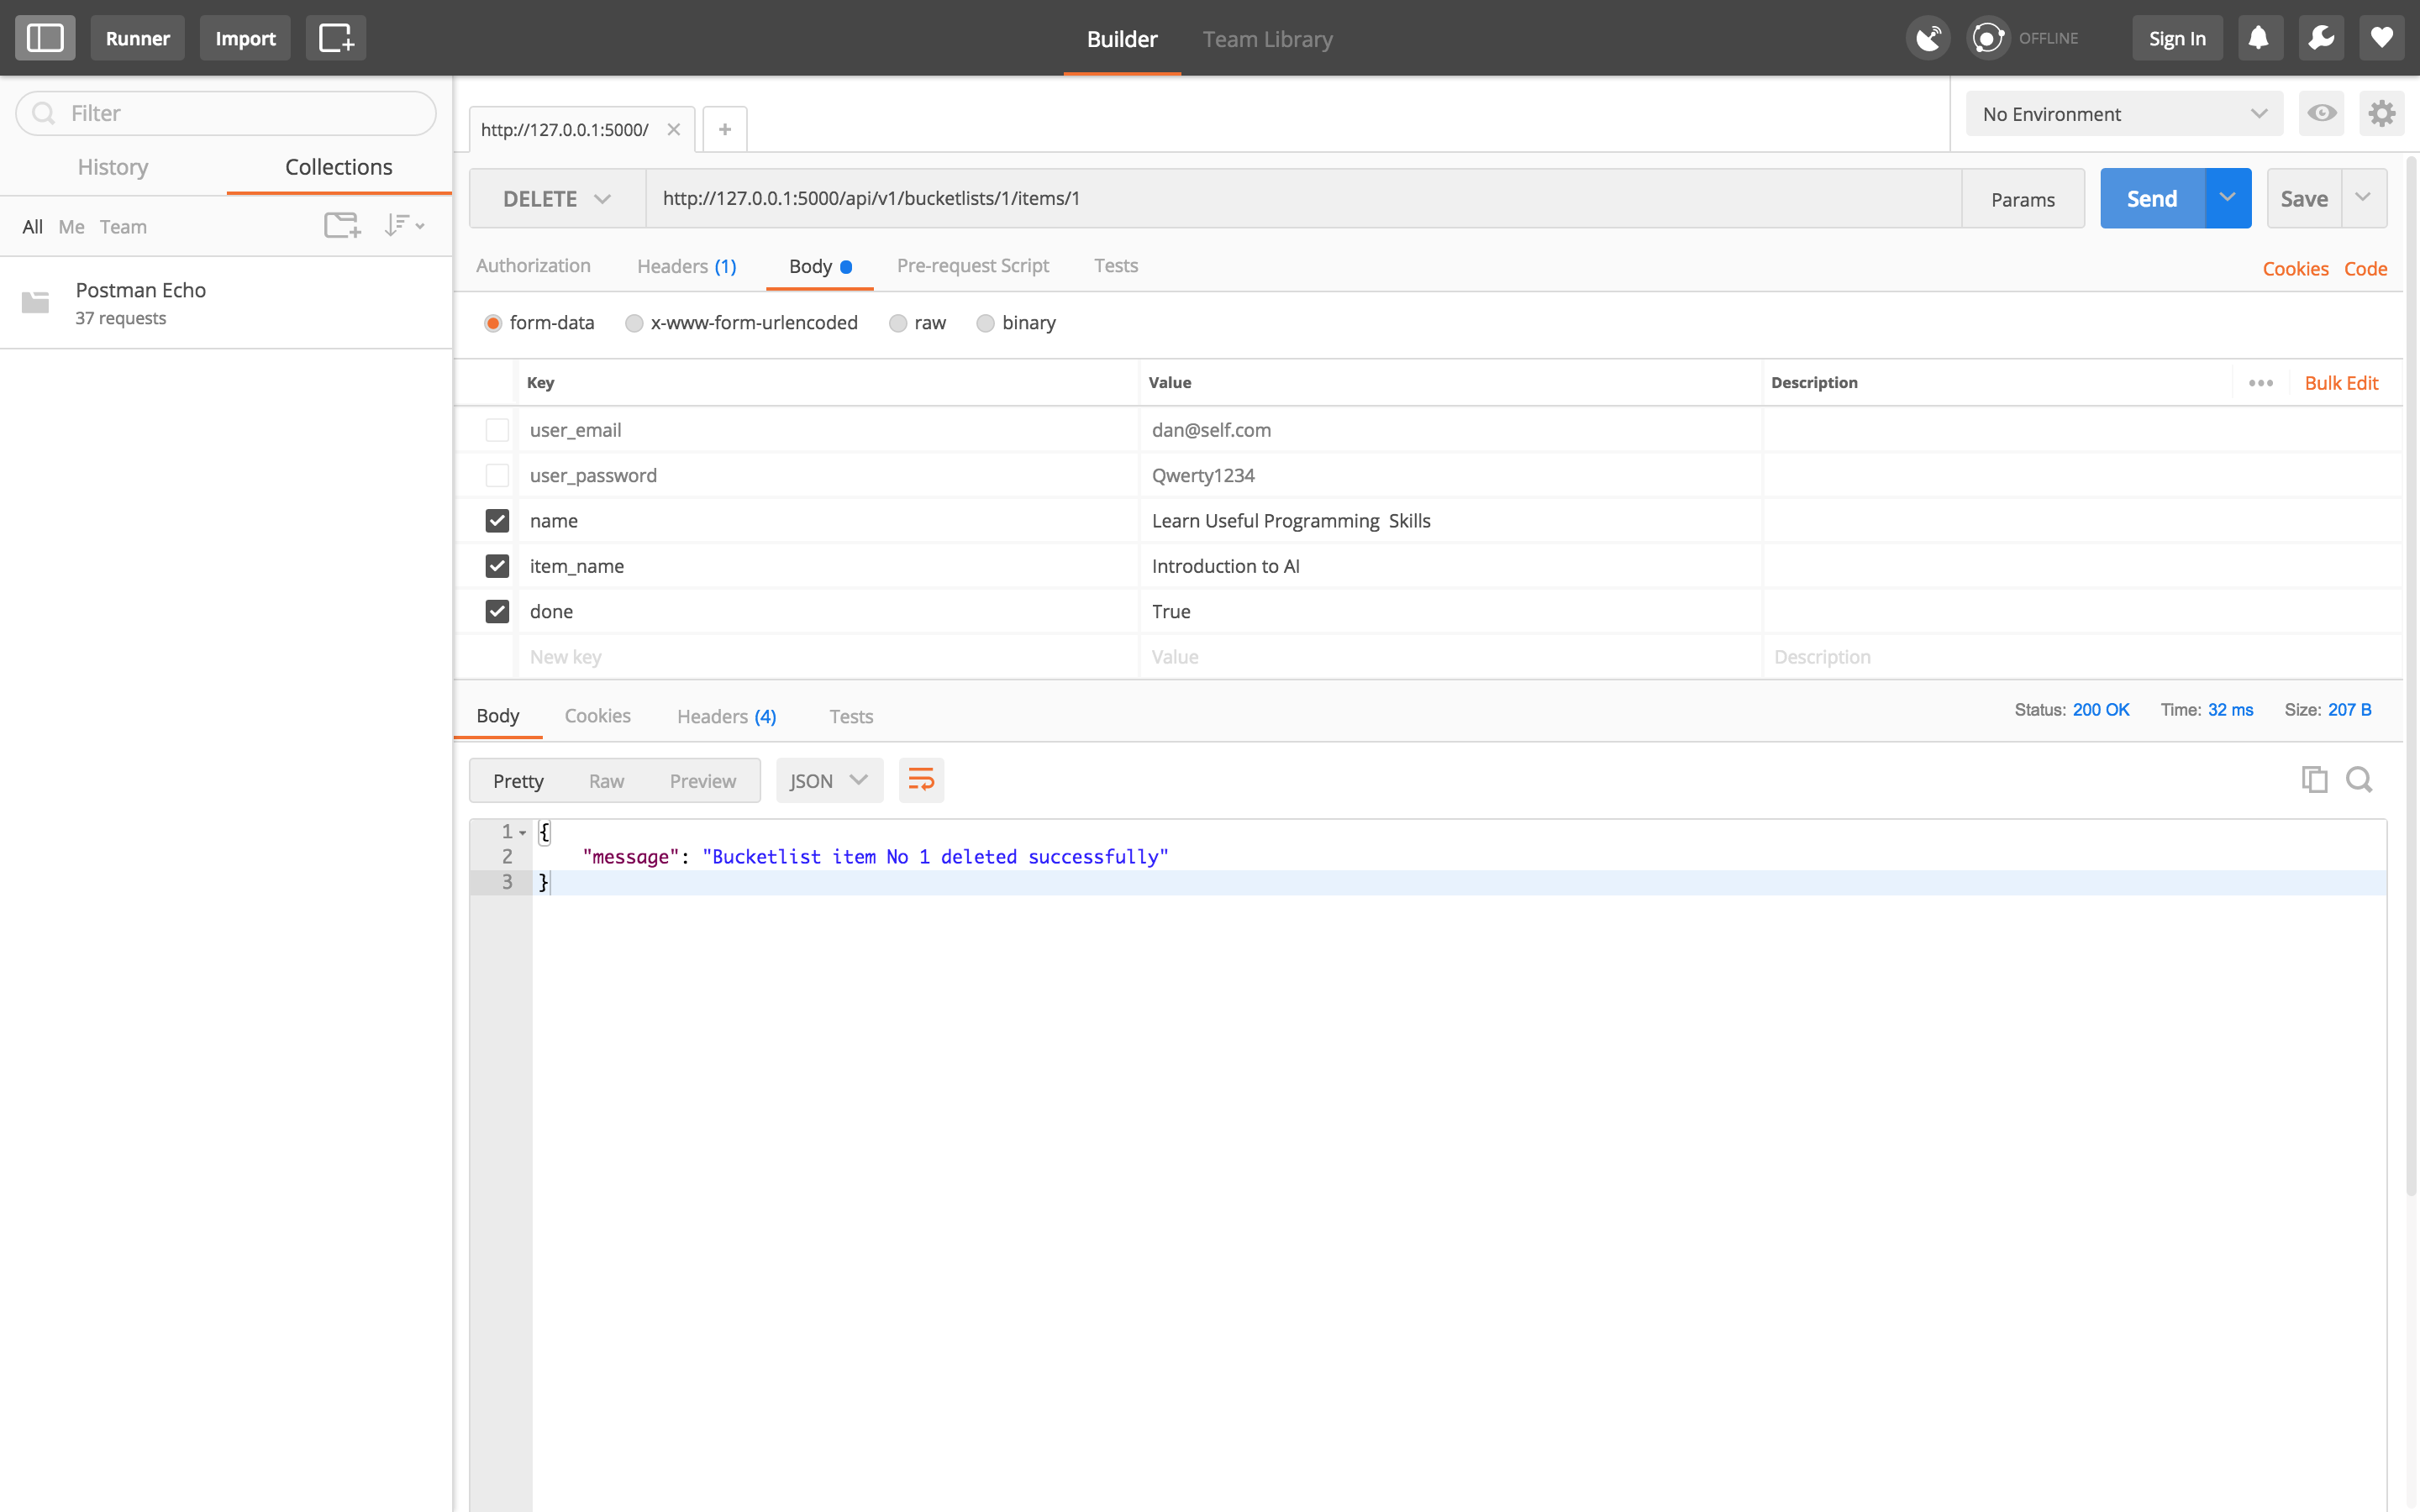 Runner Import Builder Team Library OFFLINE Sign In
Filter
http://127.0.0.1:5000/ No Environment
History Collections
All Me Team
DELETE http://127.0.0.1:5000/api/v1/bucketlists/1/items/1 Params Send Save
Authorization Headers (1) Body Pre-request Script Tests Cookies Code
Postman Echo
37 requests
form-data x-www-form-urlencoded raw binary
Key Value Description Bulk Edit
user_email dan@self.com
user_password Qwerty1234
name Learn Useful Programming  Skills
item_name Introduction to AI
done True
New key Value Description
Body Cookies Headers (4) Tests Status: 200 OK Time: 32 ms Size: 207 B
Pretty Raw Preview JSON
1 {
2 "message": "Bucketlist item No 1 deleted successfully"
3 }